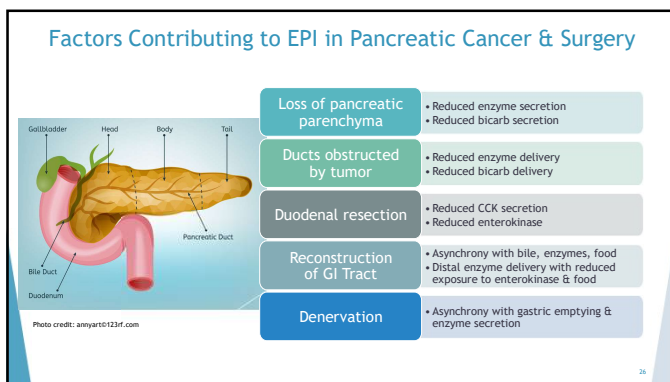 Factors Contributing to EPI in Pancreatic Cancer & Surgery
Gallbladder
Head
Body
Tail
Pancreatic Duct
Bile Duct
Duodenum
Photo credit: annyart©123rf.com
Loss of pancreatic
parenchyma
• Reduced enzyme secretion
• Reduced bicarb secretion
Ducts obstructed
by tumor
• Reduced enzyme delivery
• Reduced bicarb delivery
Duodenal resection
• Reduced CCK secretion
• Reduced enterokinase
Reconstruction
of GI Tract
• Asynchrony with bile, enzymes, food
• Distal enzyme delivery with reduced
exposure to enterokinase & food
Denervation
• Asynchrony with gastric emptying &
enzyme secretion
26